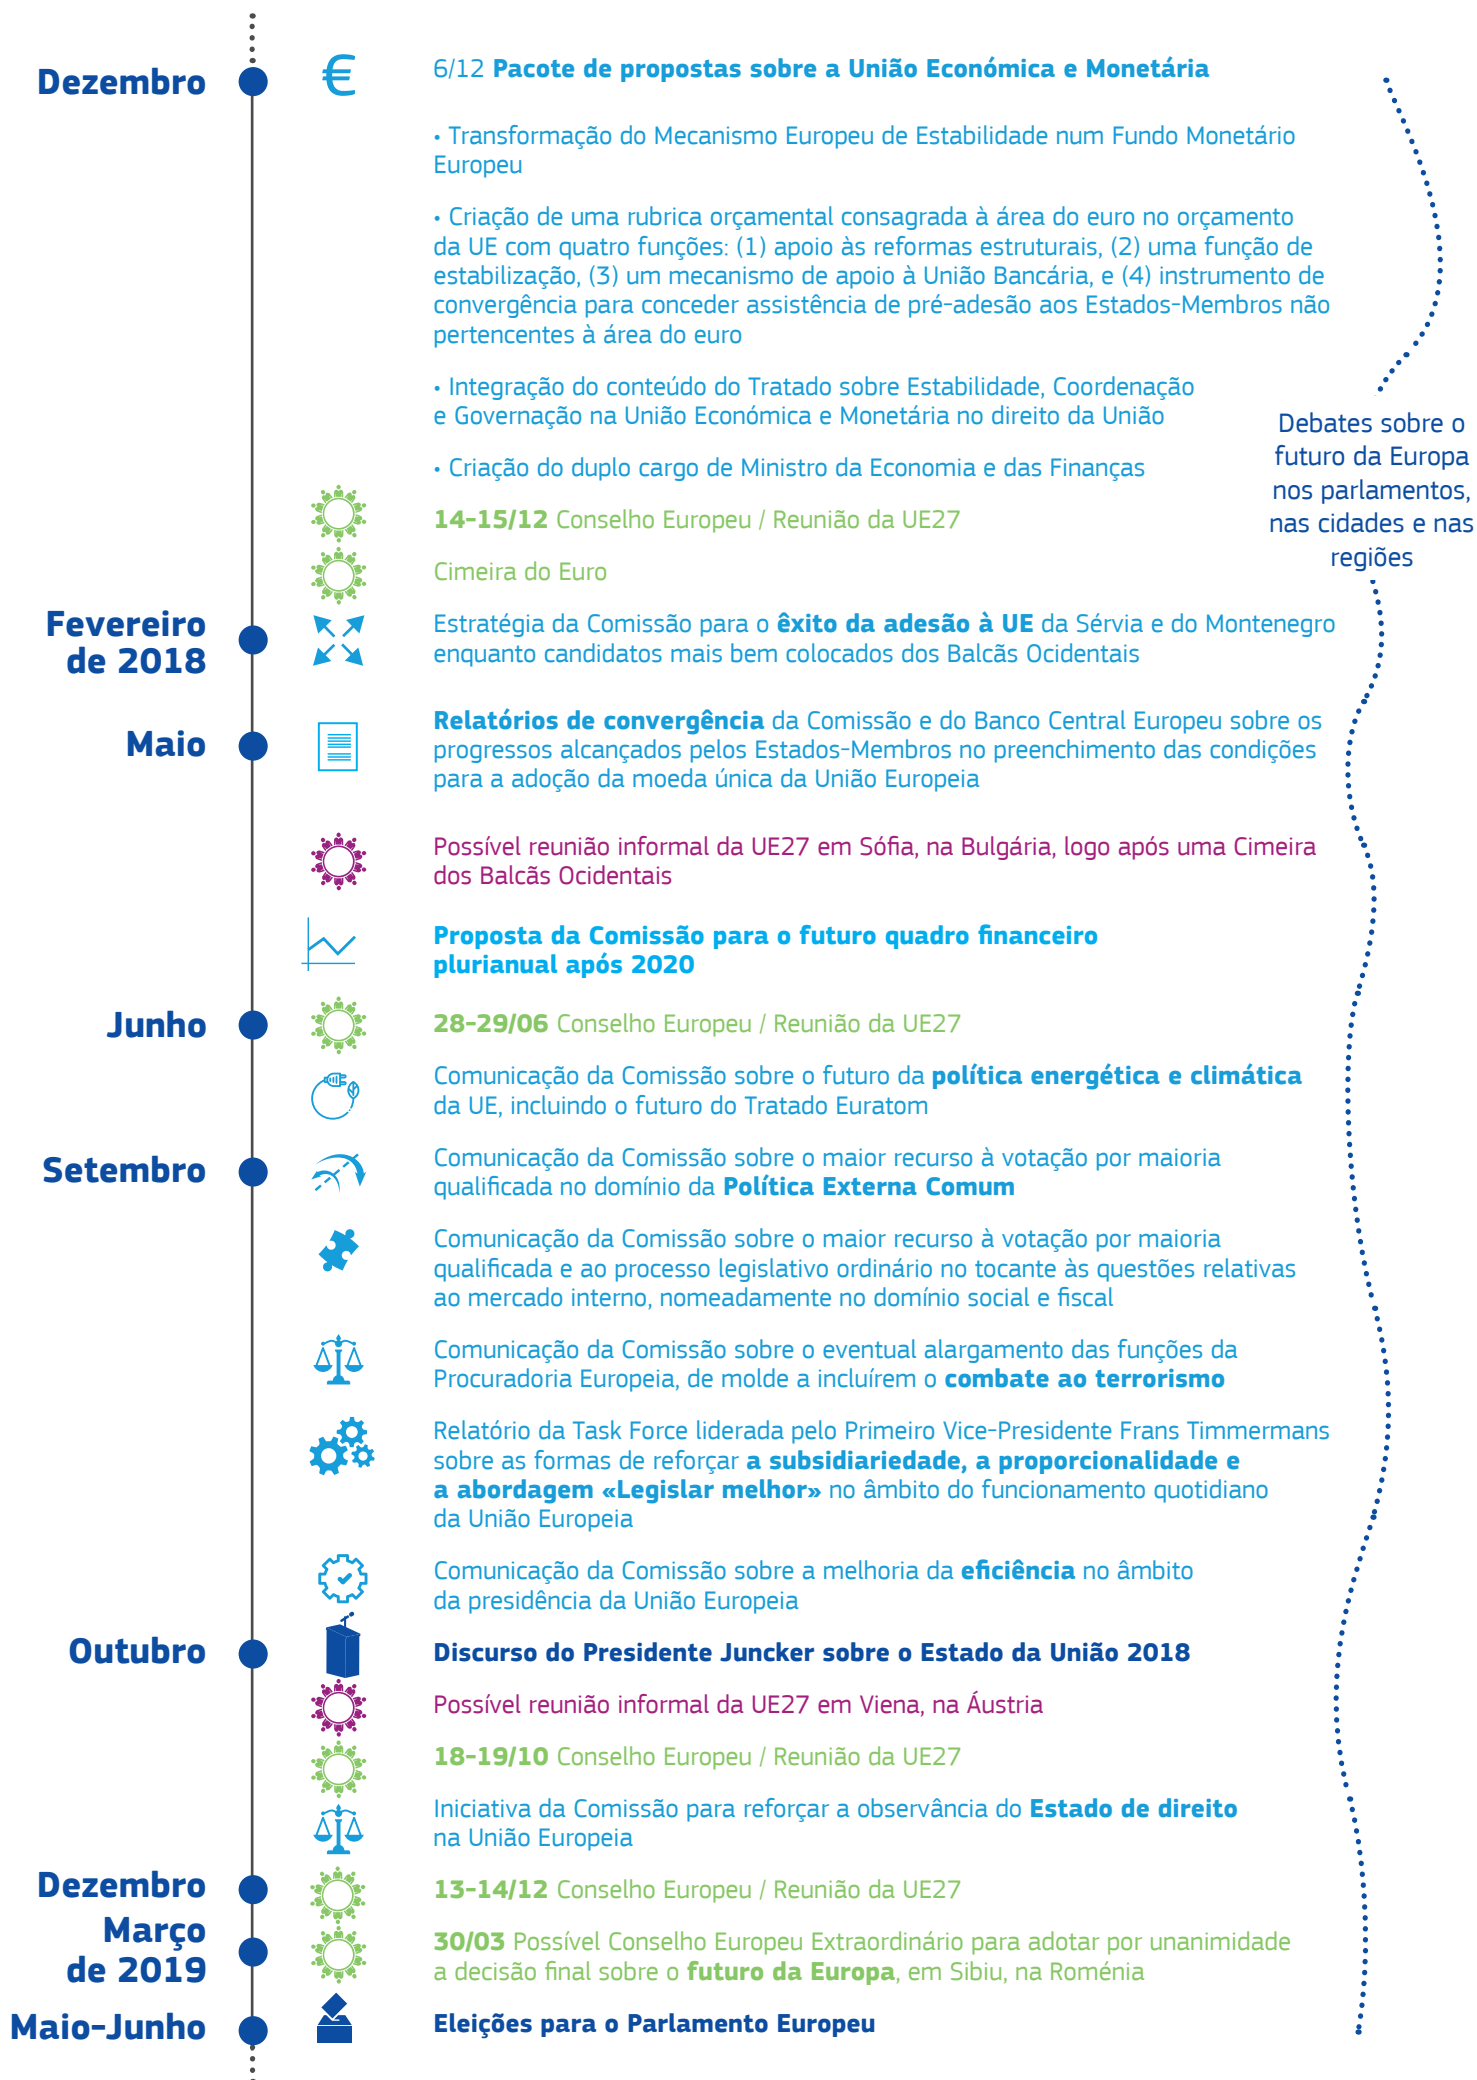 Dezembro
6/12 Pacote de propostas sobre a União Económica e Monetária
• Transformação do Mecanismo Europeu de Estabilidade num Fundo Monetário
Europeu
• Criação de uma rubrica orçamental consagrada à área do euro no orçamento
da UE com quatro funções: (1) apoio às reformas estruturais, (2) uma função de
estabilização, (3) um mecanismo de apoio à União Bancária, e (4) instrumento de
convergência para conceder assistência de pré-adesão aos Estados-Membros não
pertencentes à área do euro
• Integração do conteúdo do Tratado sobre Estabilidade, Coordenação
e Governação na União Económica e Monetária no direito da União
• Criação do duplo cargo de Ministro da Economia e das Finanças
14-15/12 Conselho Europeu / Reunião da UE27
Cimeira do Euro
Debates sobre o
futuro da Europa
nos parlamentos,
nas cidades e nas
regiões
Fevereiro
de 2018
Estratégia da Comissão para o êxito da adesão à UE da Sérvia e do Montenegro
enquanto candidatos mais bem colocados dos Balcãs Ocidentais
Maio
Relatórios de convergência da Comissão e do Banco Central Europeu sobre os
progressos alcançados pelos Estados-Membros no preenchimento das condições
para a adoção da moeda única da União Europeia
Possível reunião informal da UE27 em Sófia, na Bulgária, logo após uma Cimeira
dos Balcãs Ocidentais
Proposta da Comissão para o futuro quadro financeiro
plurianual após 2020
Junho
28-29/06 Conselho Europeu / Reunião da UE27
Comunicação da Comissão sobre o futuro da política energética e climática
da UE, incluindo o futuro do Tratado Euratom
Setembro
Comunicação da Comissão sobre o maior recurso à votação por maioria
qualificada no domínio da Política Externa Comum
Comunicação da Comissão sobre o maior recurso à votação por maioria
qualificada e ao processo legislativo ordinário no tocante às questões relativas
ao mercado interno, nomeadamente no domínio social e fiscal
Comunicação da Comissão sobre o eventual alargamento das funções da
Procuradoria Europeia, de molde a incluírem o combate ao terrorismo
Relatório da Task Force liderada pelo Primeiro Vice-Presidente Frans Timmermans
sobre as formas de reforçar a subsidiariedade, a proporcionalidade e
a abordagem «Legislar melhor» no âmbito do funcionamento quotidiano
da União Europeia
Comunicação da Comissão sobre a melhoria da eficiência no âmbito
da presidência da União Europeia
Outubro
Discurso do Presidente Juncker sobre o Estado da União 2018
Possível reunião informal da UE27 em Viena, na Áustria
18-19/10 Conselho Europeu / Reunião da UE27
Iniciativa da Comissão para reforçar a observância do Estado de direito
na União Europeia
Dezembro
13-14/12 Conselho Europeu / Reunião da UE27
Março
de 2019
30/03 Possível Conselho Europeu Extraordinário para adotar por unanimidade
a decisão final sobre o futuro da Europa, em Sibiu, na Roménia
Maio-Junho
Eleições para o Parlamento Europeu